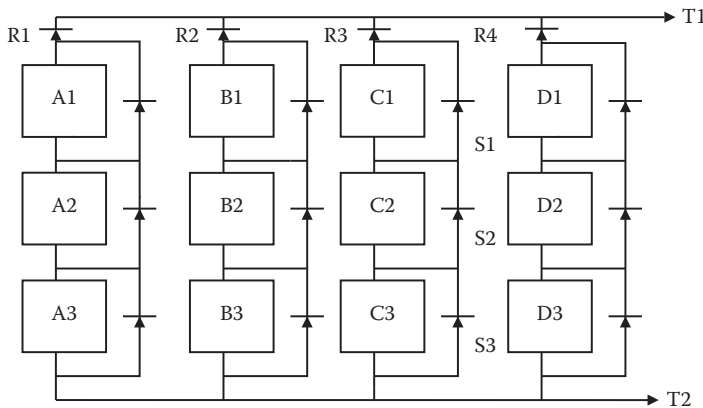 T1
R1 R2 R3 R4
A1 B1 C1 D1
S1
A2 B2 C2 D2
S2
A3 B3 C3 D3
S3
T2